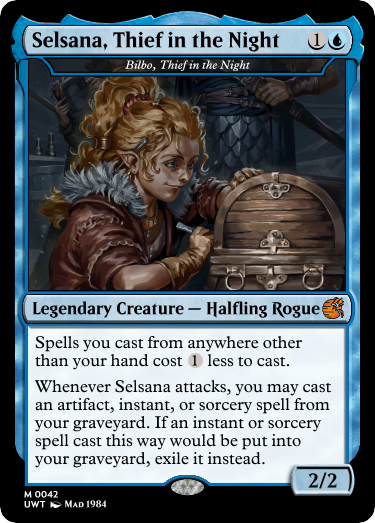 Selsana, Thief in the Night 1
Bilbo, Thief in the Night
Legendary Creature — Halfling Rogue
Spells you cast from anywhere other
than your hand cost 1 less to cast.
Whenever Selsana attacks, you may cast
an artifact, instant, or sorcery spell from
your graveyard. If an instant or sorcery
spell cast this way would be put into
your graveyard, exile it instead.
2/2
M 0042
UWT MAD 1984